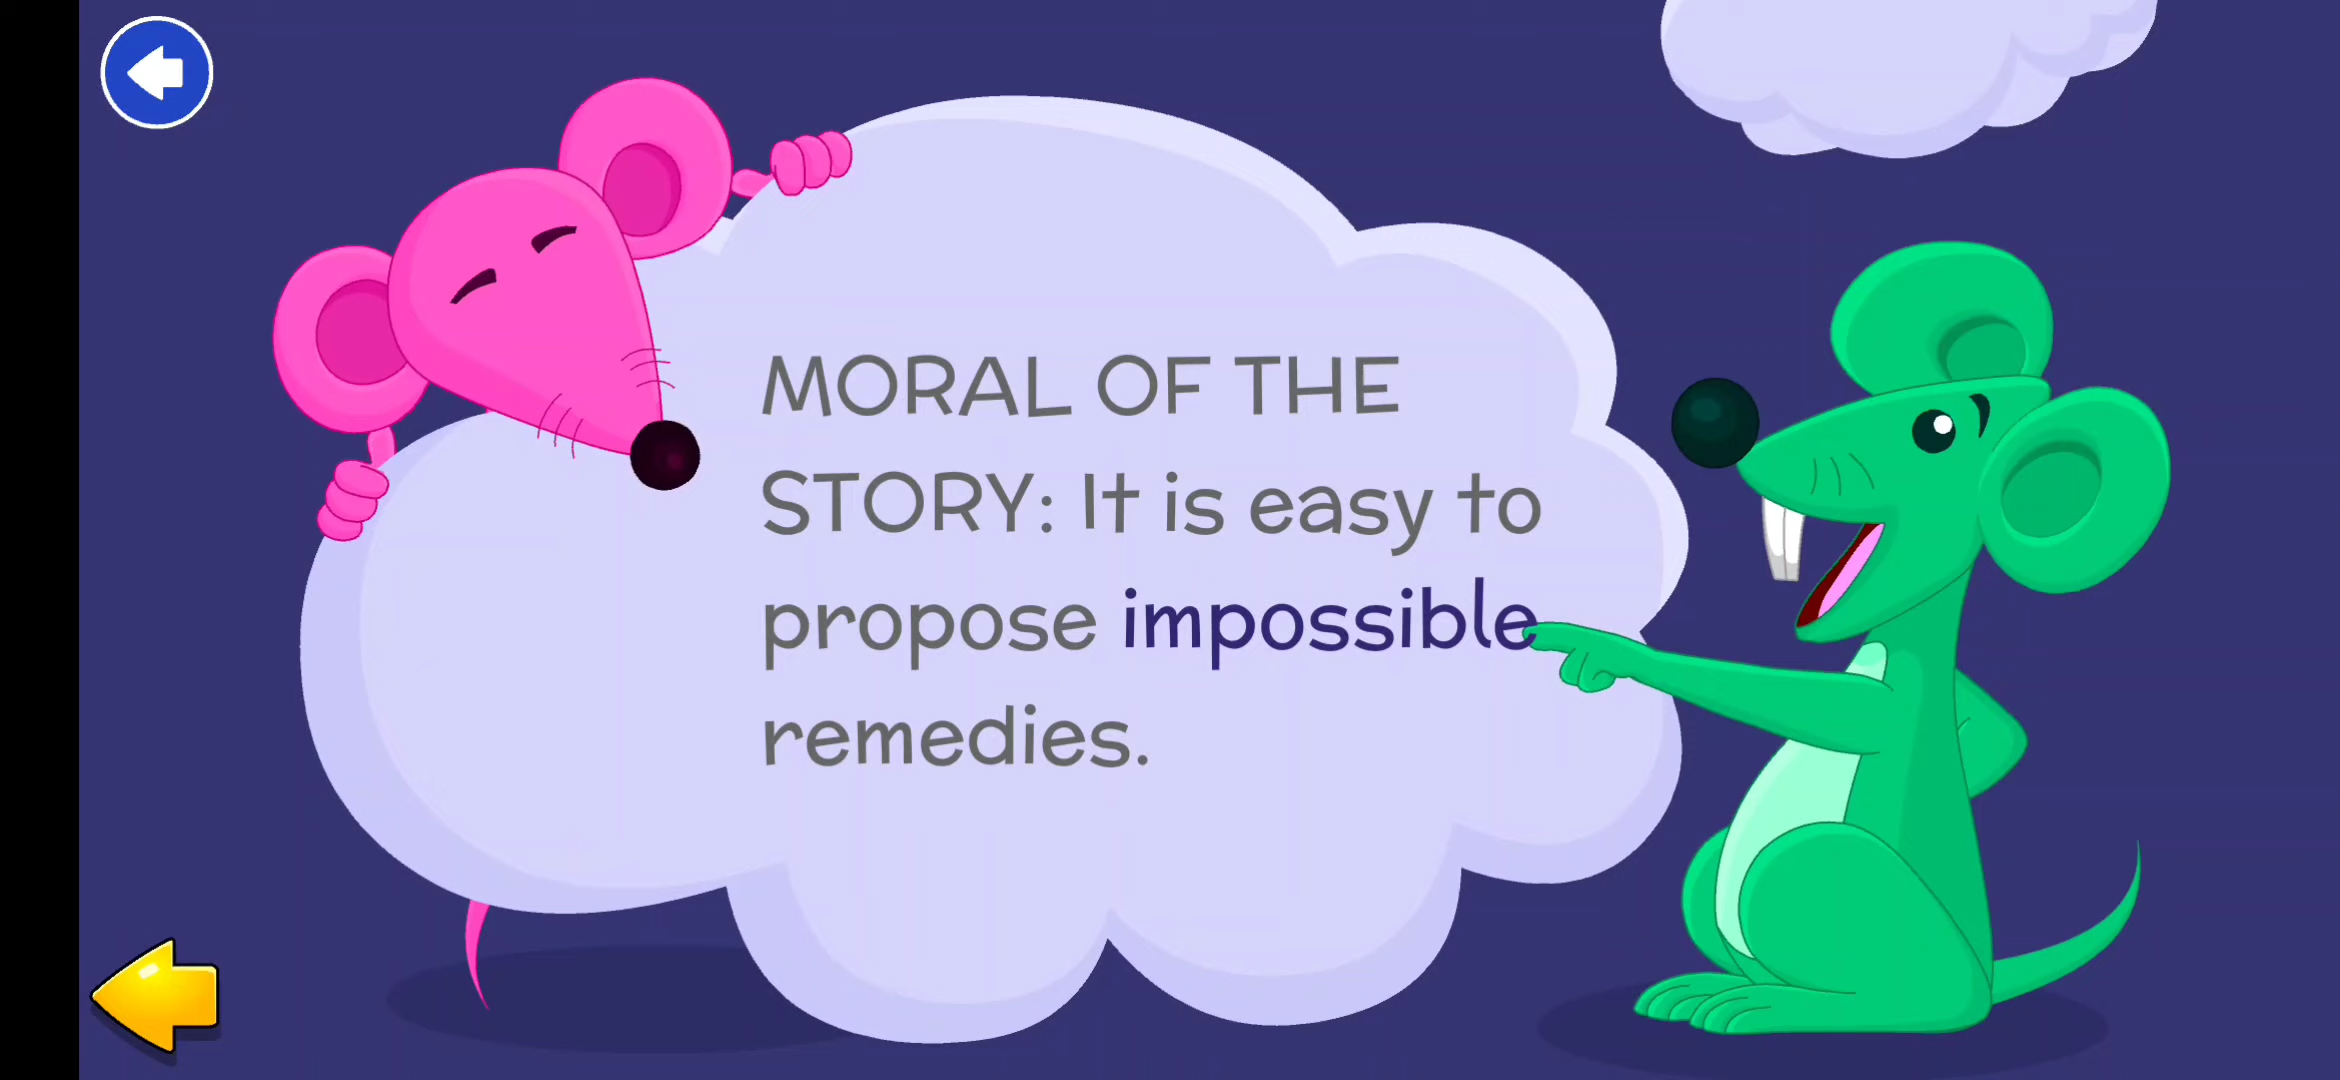 MORAL OF THE
STORY: It is easy to
propose impossible
remedies.